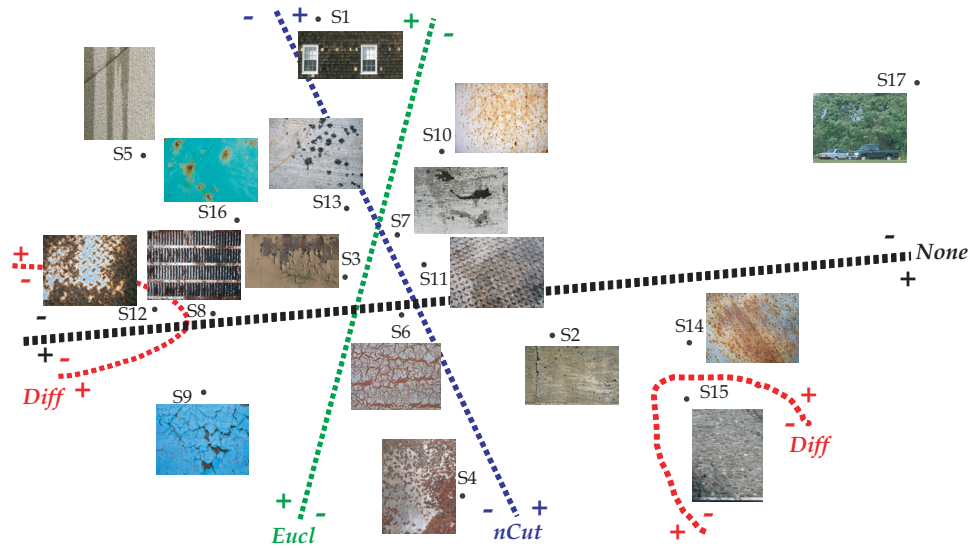 - + S1 + -
S17
S10
S5
S13
S16 S7
- None
+ S3 S11 +
-
S12 S8
- S6 S2 S14
+ -
Diff + S15 +
S9 - Diff
S4
+ - - + -
Eucl nCut +